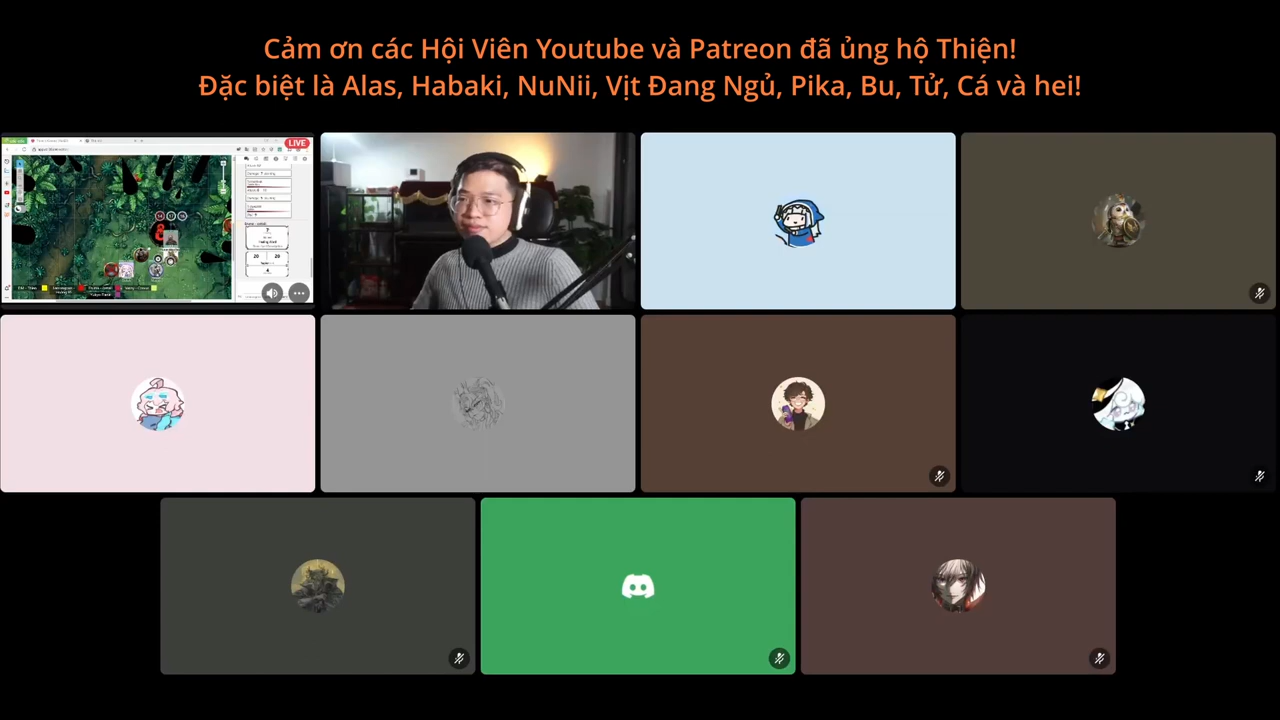 Cảm ơn các Hội Viên Youtube và Patreon đã ủng hộ Thiện!
Đặc biệt là Alas, Habaki, NuNii, Vịt Đang Ngủ, Pika, Bu, Tử, Cá và hei!
LIVE